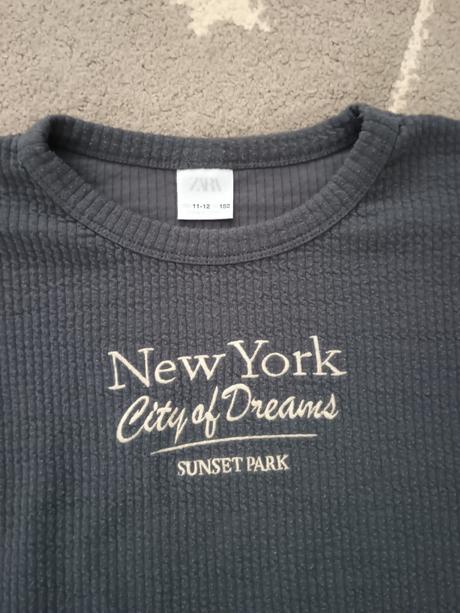 ZARA
11-12 152
New York
City of Dreams
SUNSET PARK